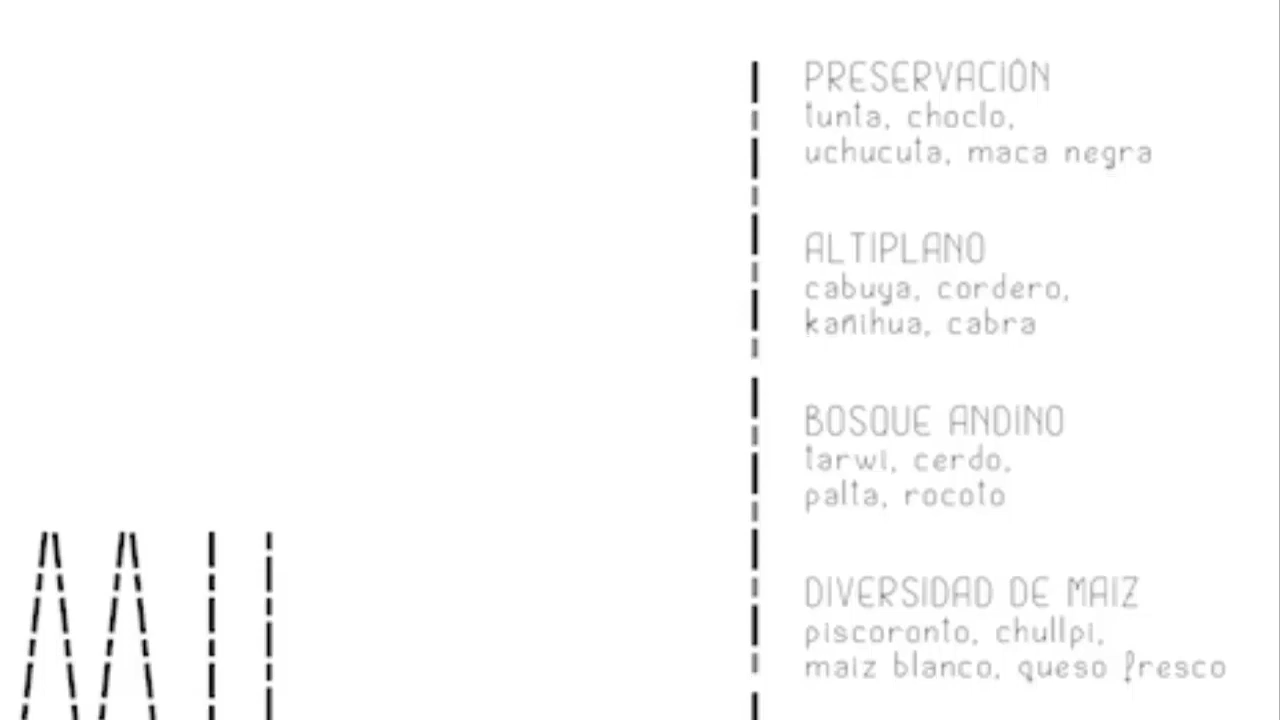 PRESERVACIÓN
tunta, choclo,
uchucuta, maca negra
ALTIPLANO
cabuya, cordero,
kañihua, cabra
BOSQUE ANDINO
tarwi, cerdo,
palta, rocoto
DIVERSIDAD DE MAIZ
piscoronto, chullpi,
maiz blanco, queso fresco
MIL